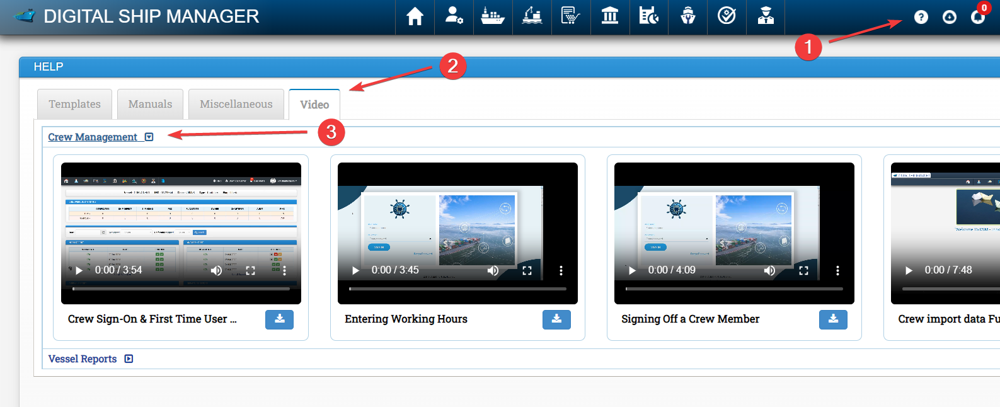 DIGITAL SHIP MANAGER
0
1
HELP
2
Templates
Manuals
Miscellaneous
Video
Crew Management
3
0:00 / 3:54
0:00 / 3:45
0:00 / 4:09
0:00 / 7:48
Crew Sign-On & First Time User ...
Entering Working Hours
Signing Off a Crew Member
Crew import data Fu
Vessel Reports